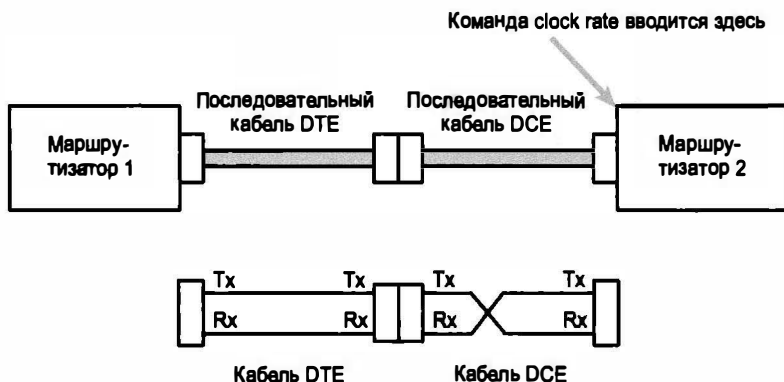 Команда clock rate вводится здесь
Последовательный
кабель DTE
Последовательный
кабель DCE
Маршру-
тизатор 1
Маршру-
тизатор 2
Tx Tx Tx Tx
Rx Rx Rx Rx
Кабель DTE Кабель DCE